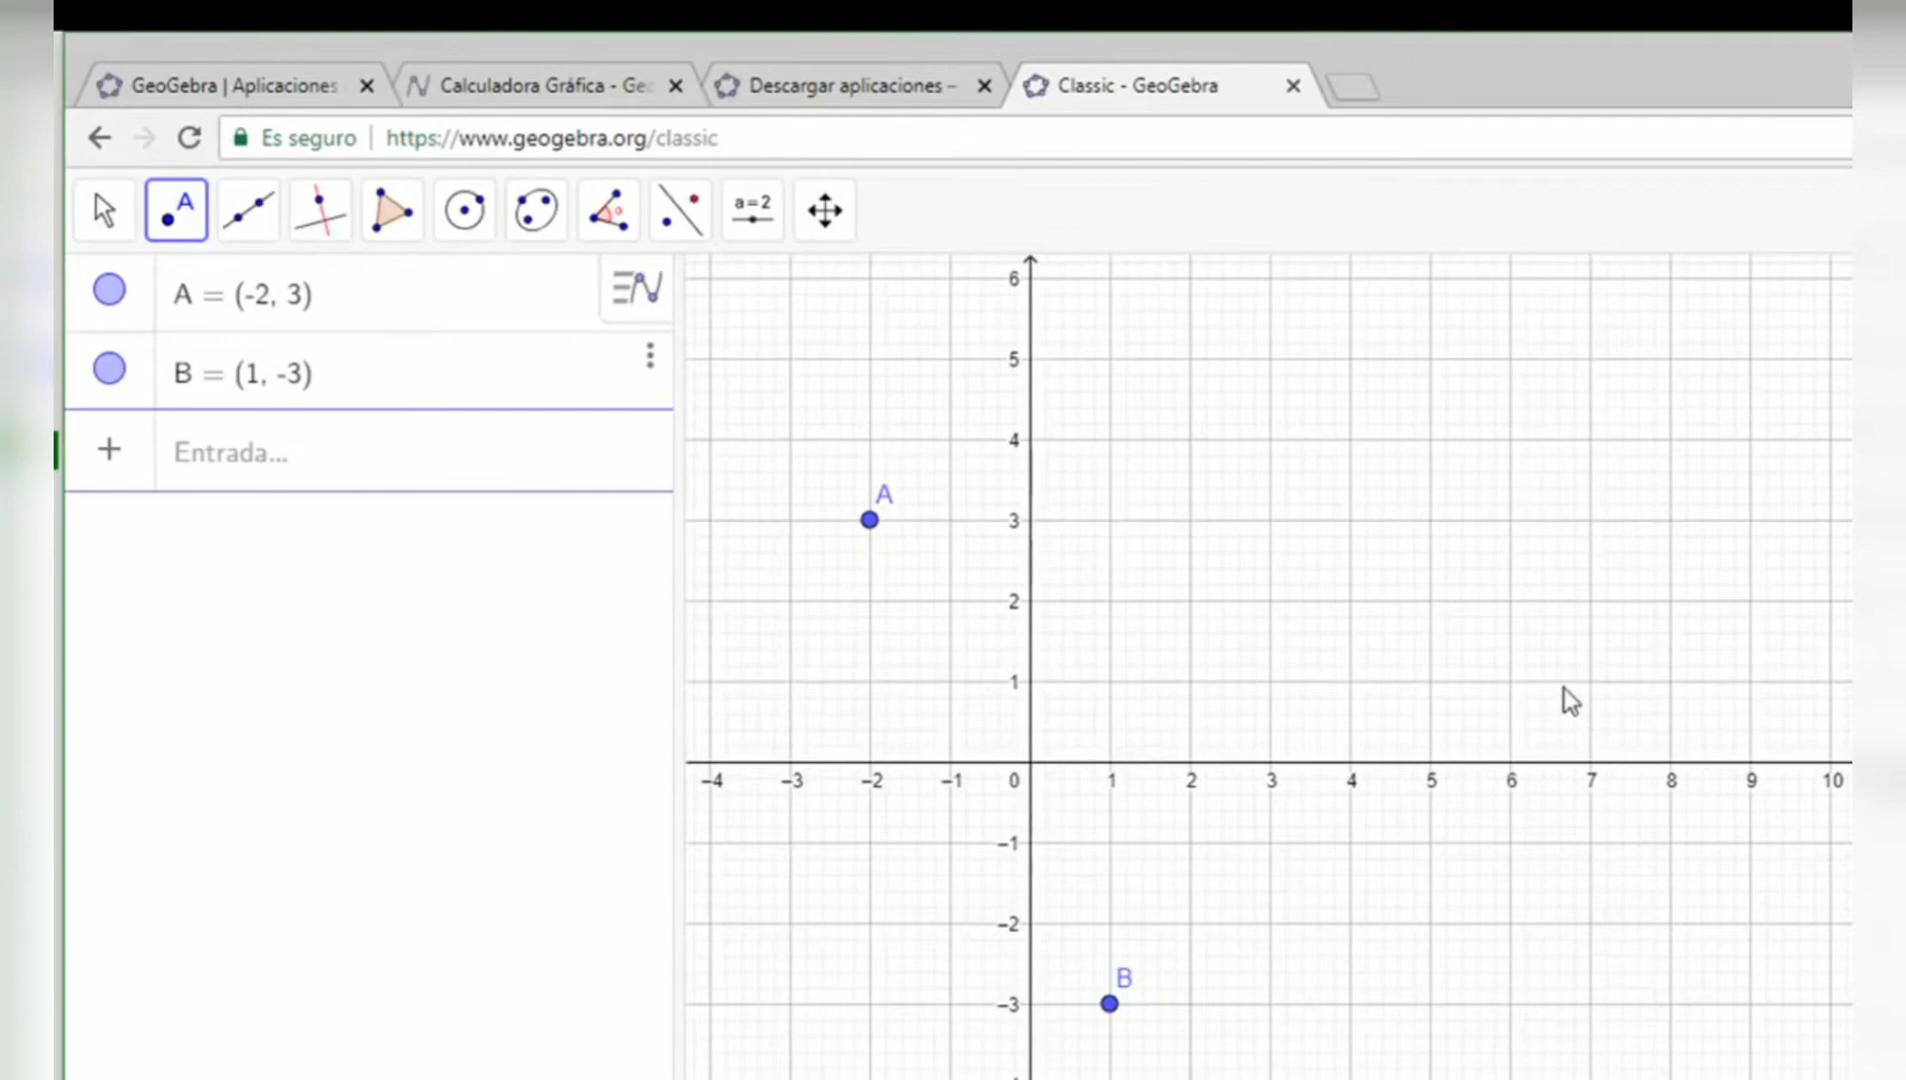 GeoGebra | Aplicaciones
Calculadora Gráfica - Geo
Descargar aplicaciones –
Classic - GeoGebra
Es seguro | https://www.geogebra.org/classic
A
a=2
A = (-2, 3)
B = (1, -3)
Entrada...
6
5
4
A
3
2
1
–4 –3 –2 –1 0 1 2 3 4 5 6 7 8 9 10
–1
–2
B
–3